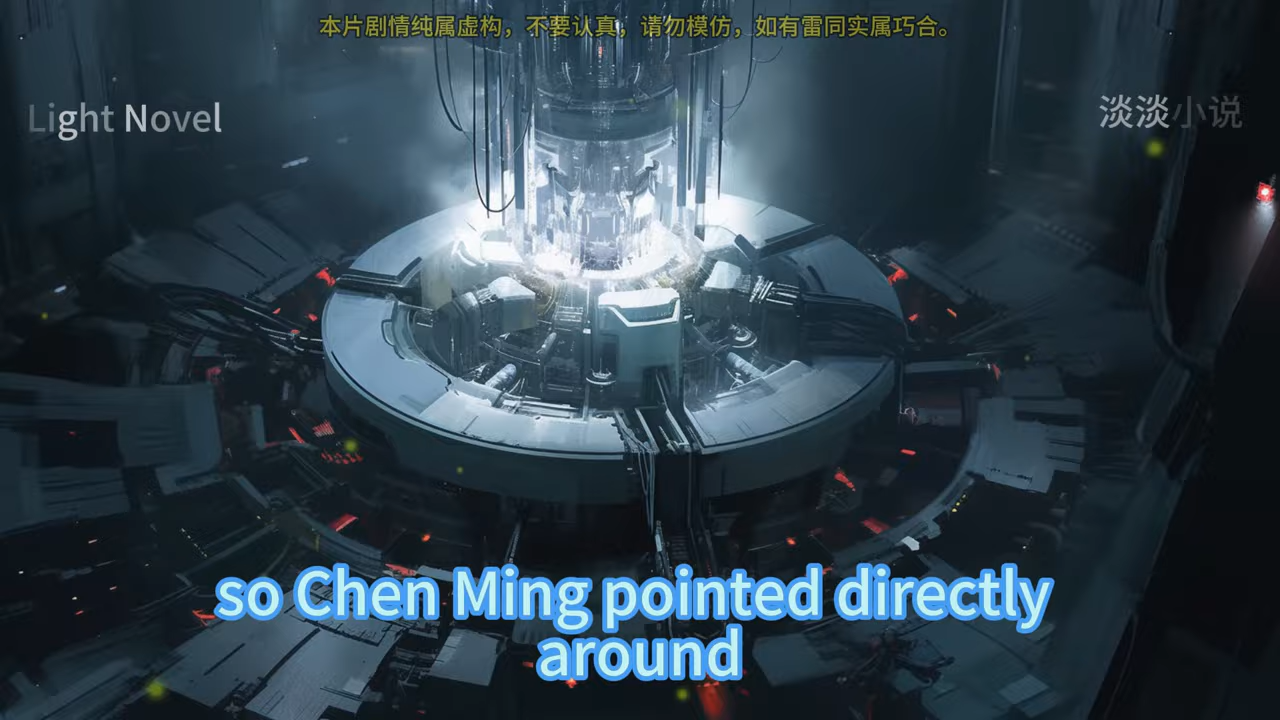 本片剧情纯属虚构，不要认真，请勿模仿，如有雷同实属巧合。
Light Novel
淡淡小说
so Chen Ming pointed directly
around